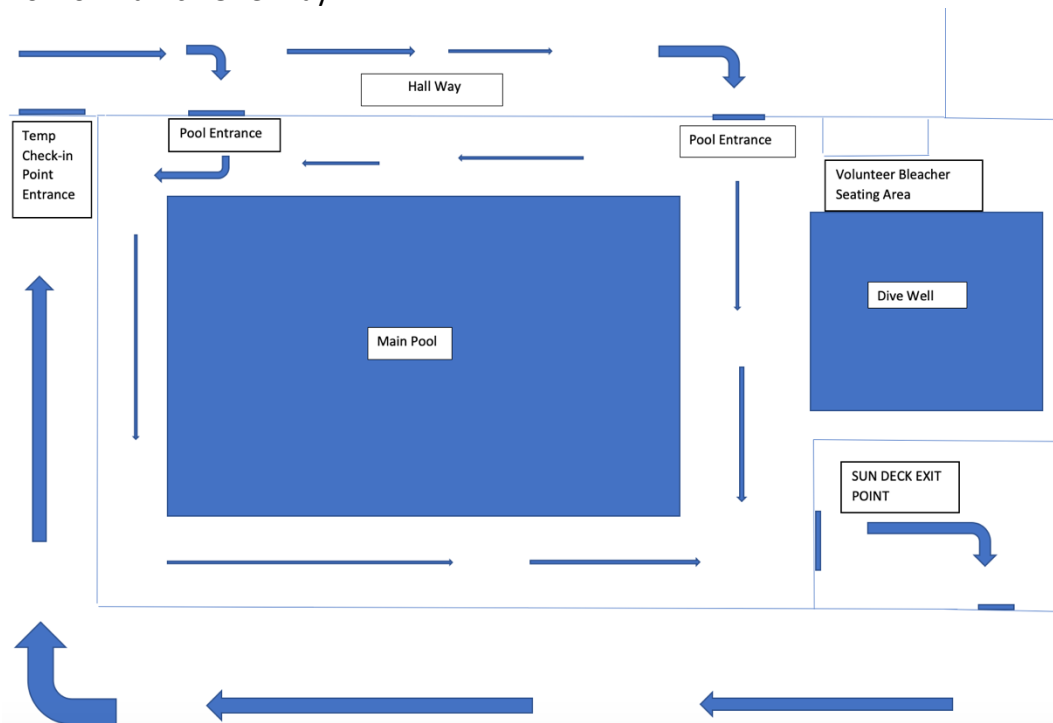 Hall Way
Temp
Check-in
Point
Entrance
Pool Entrance
Pool Entrance
Volunteer Bleacher
Seating Area
Dive Well
Main Pool
SUN DECK EXIT
POINT